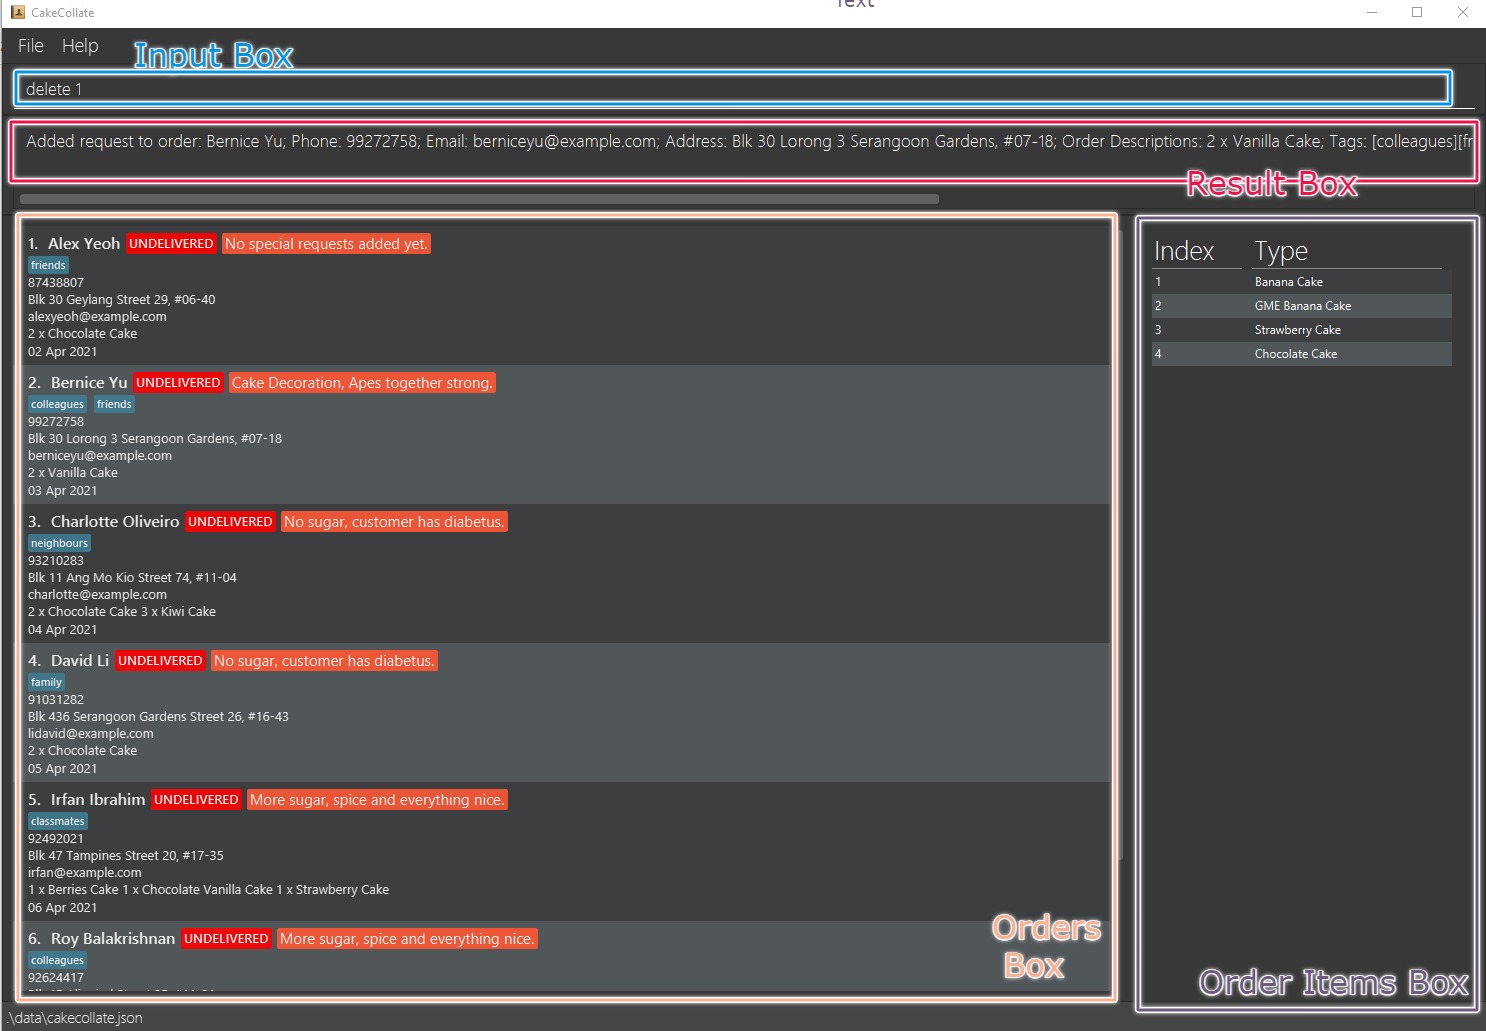 Text
CakeCollate
File Help
Input Box
delete 1
Added request to order: Bernice Yu; Phone: 99272758; Email: berniceyu@example.com; Address: Blk 30 Lorong 3 Serangoon Gardens, #07-18; Order Descriptions: 2 x Vanilla Cake; Tags: [colleagues][fr
Result Box
1. Alex Yeoh UNDELIVERED No special requests added yet.
friends
87438807
Blk 30 Geylang Street 29, #06-40
alexyeoh@example.com
2 x Chocolate Cake
02 Apr 2021
2. Bernice Yu UNDELIVERED Cake Decoration, Apes together strong.
colleagues friends
99272758
Blk 30 Lorong 3 Serangoon Gardens, #07-18
berniceyu@example.com
2 x Vanilla Cake
03 Apr 2021
3. Charlotte Oliveiro UNDELIVERED No sugar, customer has diabetus.
neighbours
93210283
Blk 11 Ang Mo Kio Street 74, #11-04
charlotte@example.com
2 x Chocolate Cake 3 x Kiwi Cake
04 Apr 2021
4. David Li UNDELIVERED No sugar, customer has diabetus.
family
91031282
Blk 436 Serangoon Gardens Street 26, #16-43
lidavid@example.com
2 x Chocolate Cake
05 Apr 2021
5. Irfan Ibrahim UNDELIVERED More sugar, spice and everything nice.
classmates
92492021
Blk 47 Tampines Street 20, #17-35
irfan@example.com
1 x Berries Cake 1 x Chocolate Vanilla Cake 1 x Strawberry Cake
06 Apr 2021
6. Roy Balakrishnan UNDELIVERED More sugar, spice and everything nice.
colleagues
92624417
Orders
Box
Index Type
1 Banana Cake
2 GME Banana Cake
3 Strawberry Cake
4 Chocolate Cake
Order Items Box
.\data\cakecollate.json